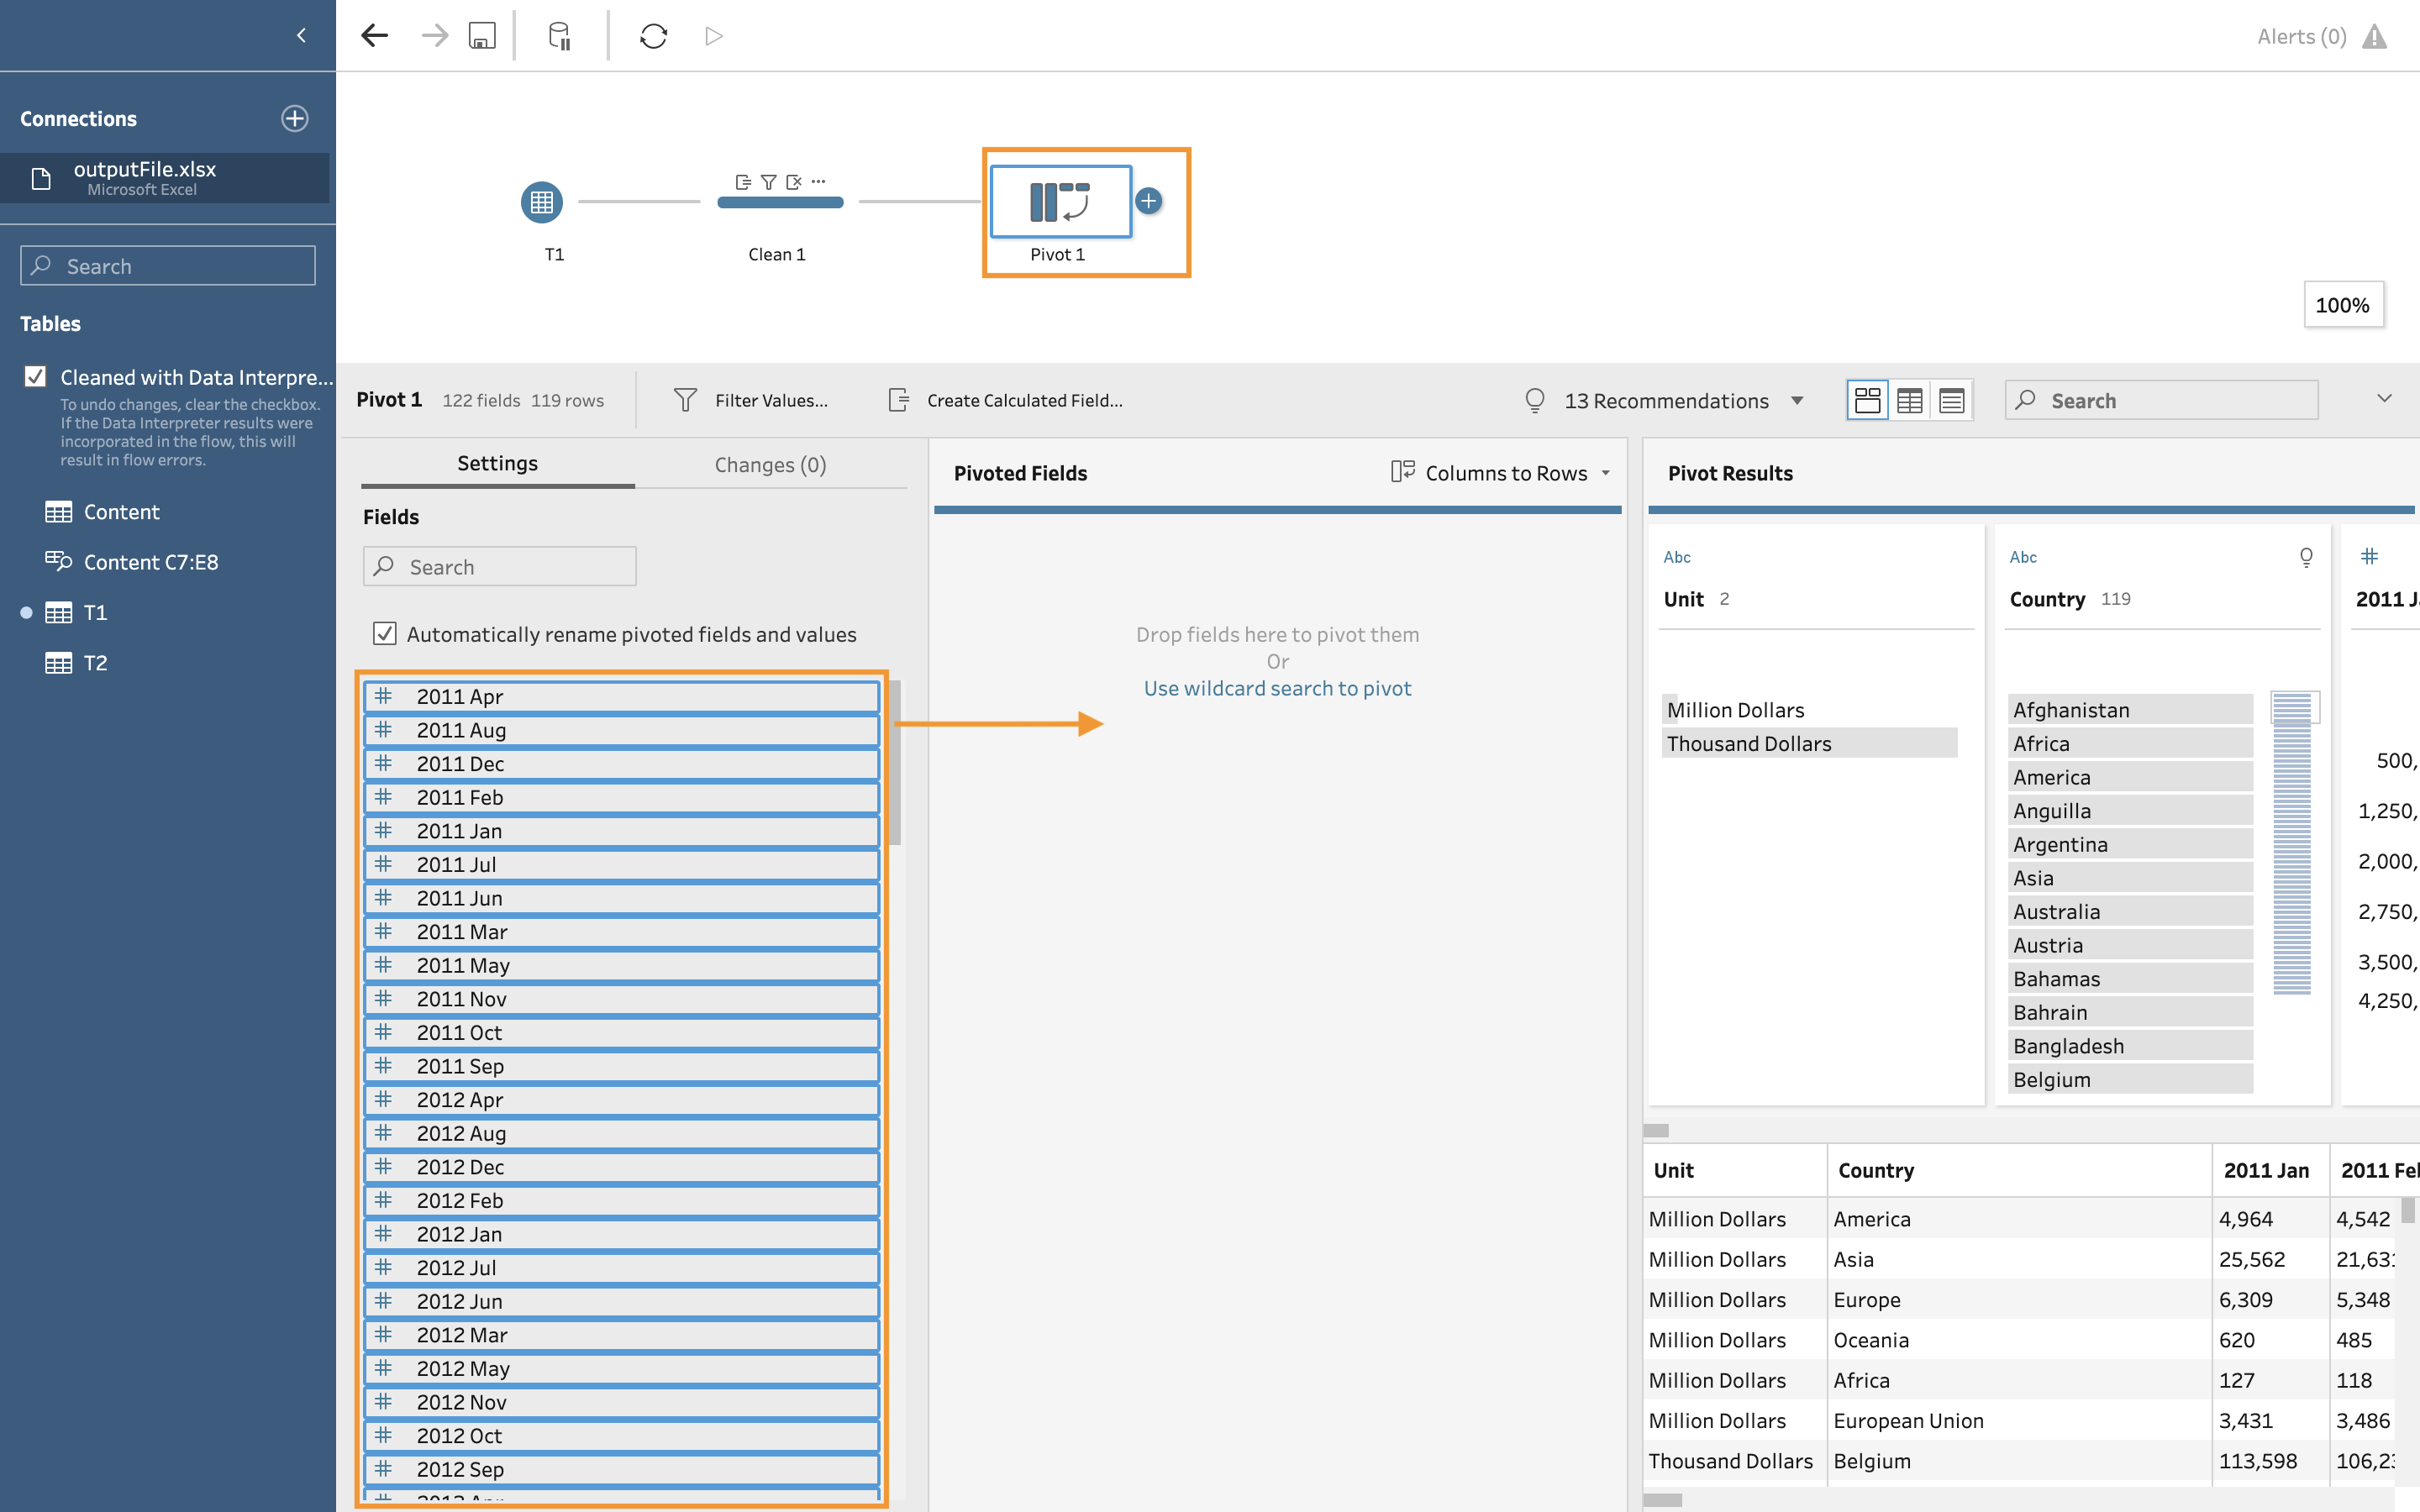 Alerts (0)
Connections
outputFile.xlsx
Microsoft Excel
Search
Tables
Cleaned with Data Interpre...
To undo changes, clear the checkbox.
If the Data Interpreter results were
incorporated in the flow, this will
result in flow errors.
Content
Content C7:E8
T1
T2
T1
Clean 1
Pivot 1
100%
Pivot 1 122 fields 119 rows
Filter Values...
Create Calculated Field...
13 Recommendations
Search
Settings
Changes (0)
Fields
Search
Automatically rename pivoted fields and values
# 2011 Apr
# 2011 Aug
# 2011 Dec
# 2011 Feb
# 2011 Jan
# 2011 Jul
# 2011 Jun
# 2011 Mar
# 2011 May
# 2011 Nov
# 2011 Oct
# 2011 Sep
# 2012 Apr
# 2012 Aug
# 2012 Dec
# 2012 Feb
# 2012 Jan
# 2012 Jul
# 2012 Jun
# 2012 Mar
# 2012 May
# 2012 Nov
# 2012 Oct
# 2012 Sep
Pivoted Fields
Columns to Rows
Drop fields here to pivot them
Or
Use wildcard search to pivot
Pivot Results
Abc
Unit 2
Million Dollars
Thousand Dollars
Abc
Country 119
Afghanistan
Africa
America
Anguilla
Argentina
Asia
Australia
Austria
Bahamas
Bahrain
Bangladesh
Belgium
#
2011 J
500,
1,250,
2,000,
2,750,
3,500,
4,250,
Unit Country 2011 Jan 2011 Fe
Million Dollars America 4,964 4,542
Million Dollars Asia 25,562 21,631
Million Dollars Europe 6,309 5,348
Million Dollars Oceania 620 485
Million Dollars Africa 127 118
Million Dollars European Union 3,431 3,486
Thousand Dollars Belgium 113,598 106,2